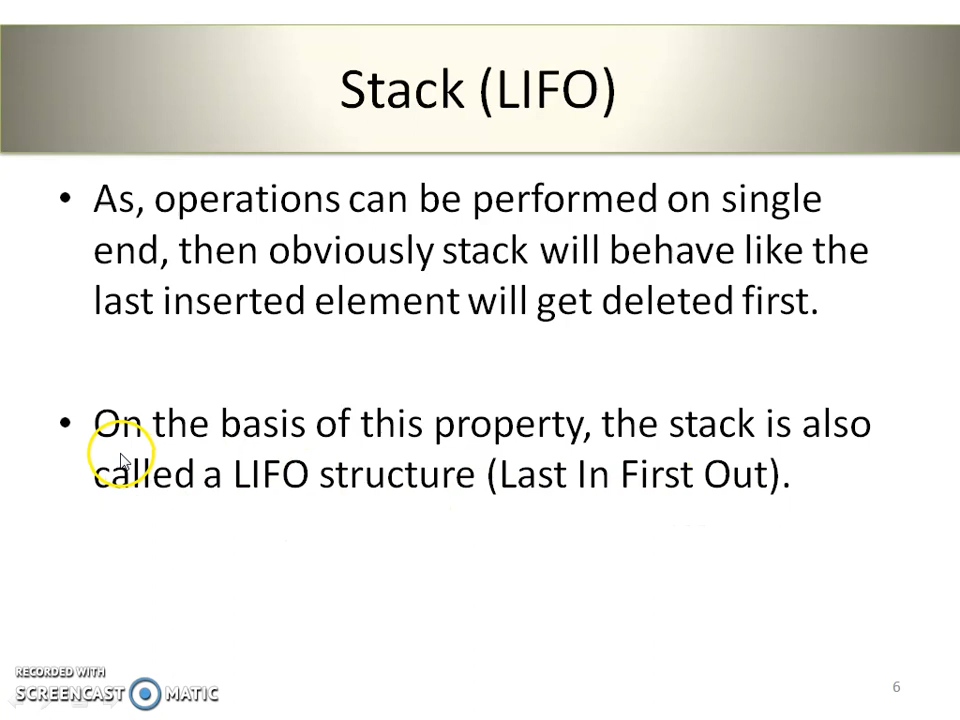 Stack (LIFO)
• As, operations can be performed on single
end, then obviously stack will behave like the
last inserted element will get deleted first.
• On the basis of this property, the stack is also
called a LIFO structure (Last In First Out).
RECORDED WITH
SCREENCAST MATIC
6